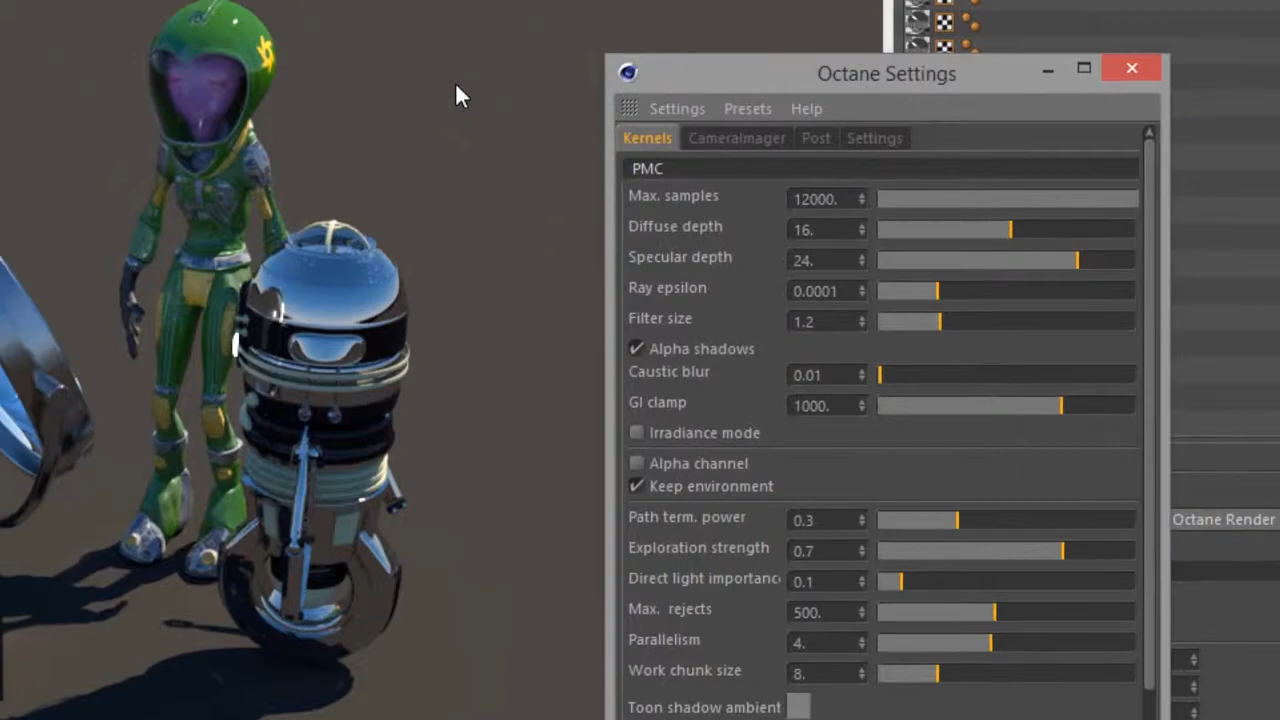 Octane Settings
Settings Presets Help
Kernels CameraImager Post Settings
PMC
Max. samples 12000.
Diffuse depth 16.
Specular depth 24.
Ray epsilon 0.0001
Filter size 1.2
Alpha shadows
Caustic blur 0.01
GI clamp 1000.
Irradiance mode
Alpha channel
Keep environment
Path term. power 0.3
Octane Render
Exploration strength 0.7
Direct light importanc 0.1
Max. rejects 500.
Parallelism 4.
Work chunk size 8.
Toon shadow ambient